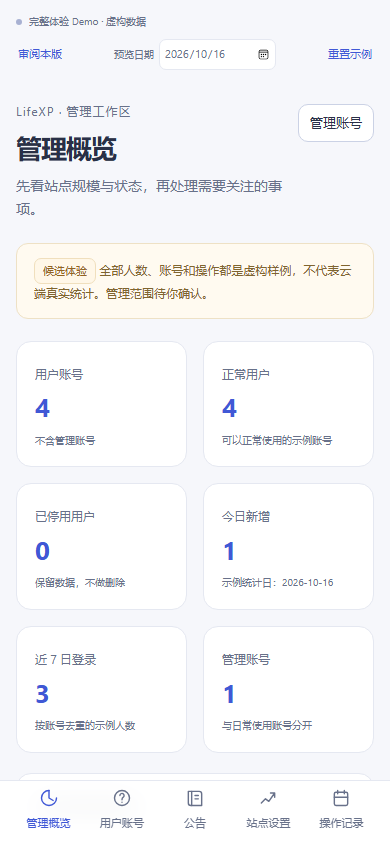 完整体验 Demo · 虚构数据
审阅本版 预览日期 2026/10/16 重置示例
LifeXP · 管理工作区
管理账号
管理概览
先看站点规模与状态，再处理需要关注的事
项。
候选体验 全部人数、账号和操作都是虚构样例，不代表云
端真实统计。管理范围待你确认。
用户账号
4
不含管理账号
正常用户
4
可以正常使用的示例账号
已停用用户
0
保留数据，不做删除
今日新增
1
示例统计日：2026-10-16
近 7 日登录
3
按账号去重的示例人数
管理账号
1
与日常使用账号分开
管理概览 用户账号 公告 站点设置 操作记录